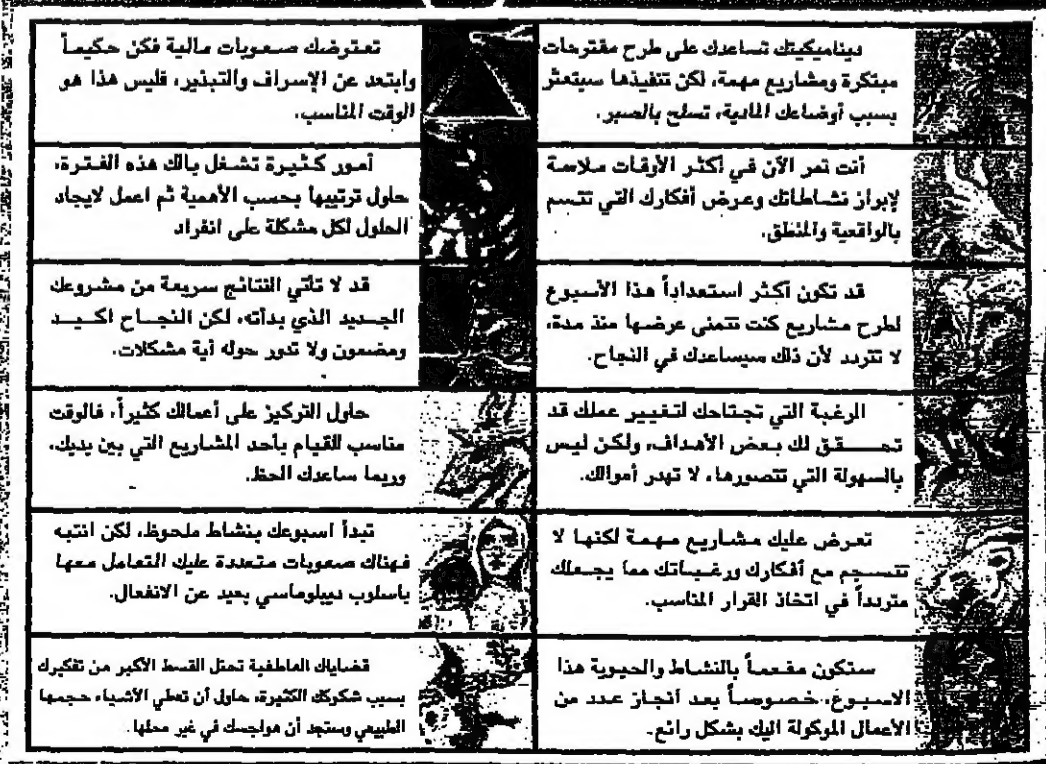 ديناميكيتك تساعدك على طرح مقترحات
مبتكرة ومشاريع مهمة، لكن تنفيذها سيتعثر
بسبب أوضاعك المادية، تسلح بالصبر.
أنت تمر الآن في أكثر الأوقات ملاءمة
لإبراز نشاطاتك وعرض أفكارك التي تتسم
بالواقعية والمنطق.
قد تكون أكثر استعداداً هذا الأسبوع
لطرح مشاريع كنت تتمنى عرضها منذ مدة،
لا تتردد لأن ذلك سيساعدك في النجاح.
الرغبة التي تجتاحك لتغيير عملك قد
تحقق لك بعض الأهداف، ولكن ليس
بالسهولة التي تتصورها، لا تهدر أموالك.
تعرض عليك مشاريع مهمة لكنها لا
تنسجم مع أفكارك ورغباتك مما يجعلك
متردداً في اتخاذ القرار المناسب.
ستكون مفعماً بالنشاط والحيوية هذا
الاسبوع، خصوصاً بعد انجاز عدد من
الأعمال الموكولة اليك بشكل رائع.
تعترضك صعوبات مالية فكن حكيماً
وابتعد عن الإسراف والتبذير، فليس هذا هو
الوقت المناسب.
أمور كثيرة تشغل بالك هذه الفترة،
حاول ترتيبها بحسب الأهمية ثم اعمل لايجاد
الحلول لكل مشكلة على انفراد
قد لا تأتي النتائج سريعة من مشروعك
الجديد الذي بدأته، لكن النجاح اكيد
ومضمون ولا تدور حوله أية مشكلات.
حاول التركيز على أعمالك كثيراً، فالوقت
مناسب للقيام بأحد المشاريع التي بين يديك،
وربما ساعدك الحظ.
تبدأ اسبوعك بنشاط ملحوظ، لكن انتبه
فهناك صعوبات متعددة عليك التعامل معها
بأسلوب ديبلوماسي بعيد عن الانفعال.
قضاياك العاطفية تحتل القسط الأكبر من تفكيرك
بسبب شكوكك الكثيرة، حاول أن تعطي الأشياء حجمها
الطبيعي وستجد أن هواجسك في غير محلها.